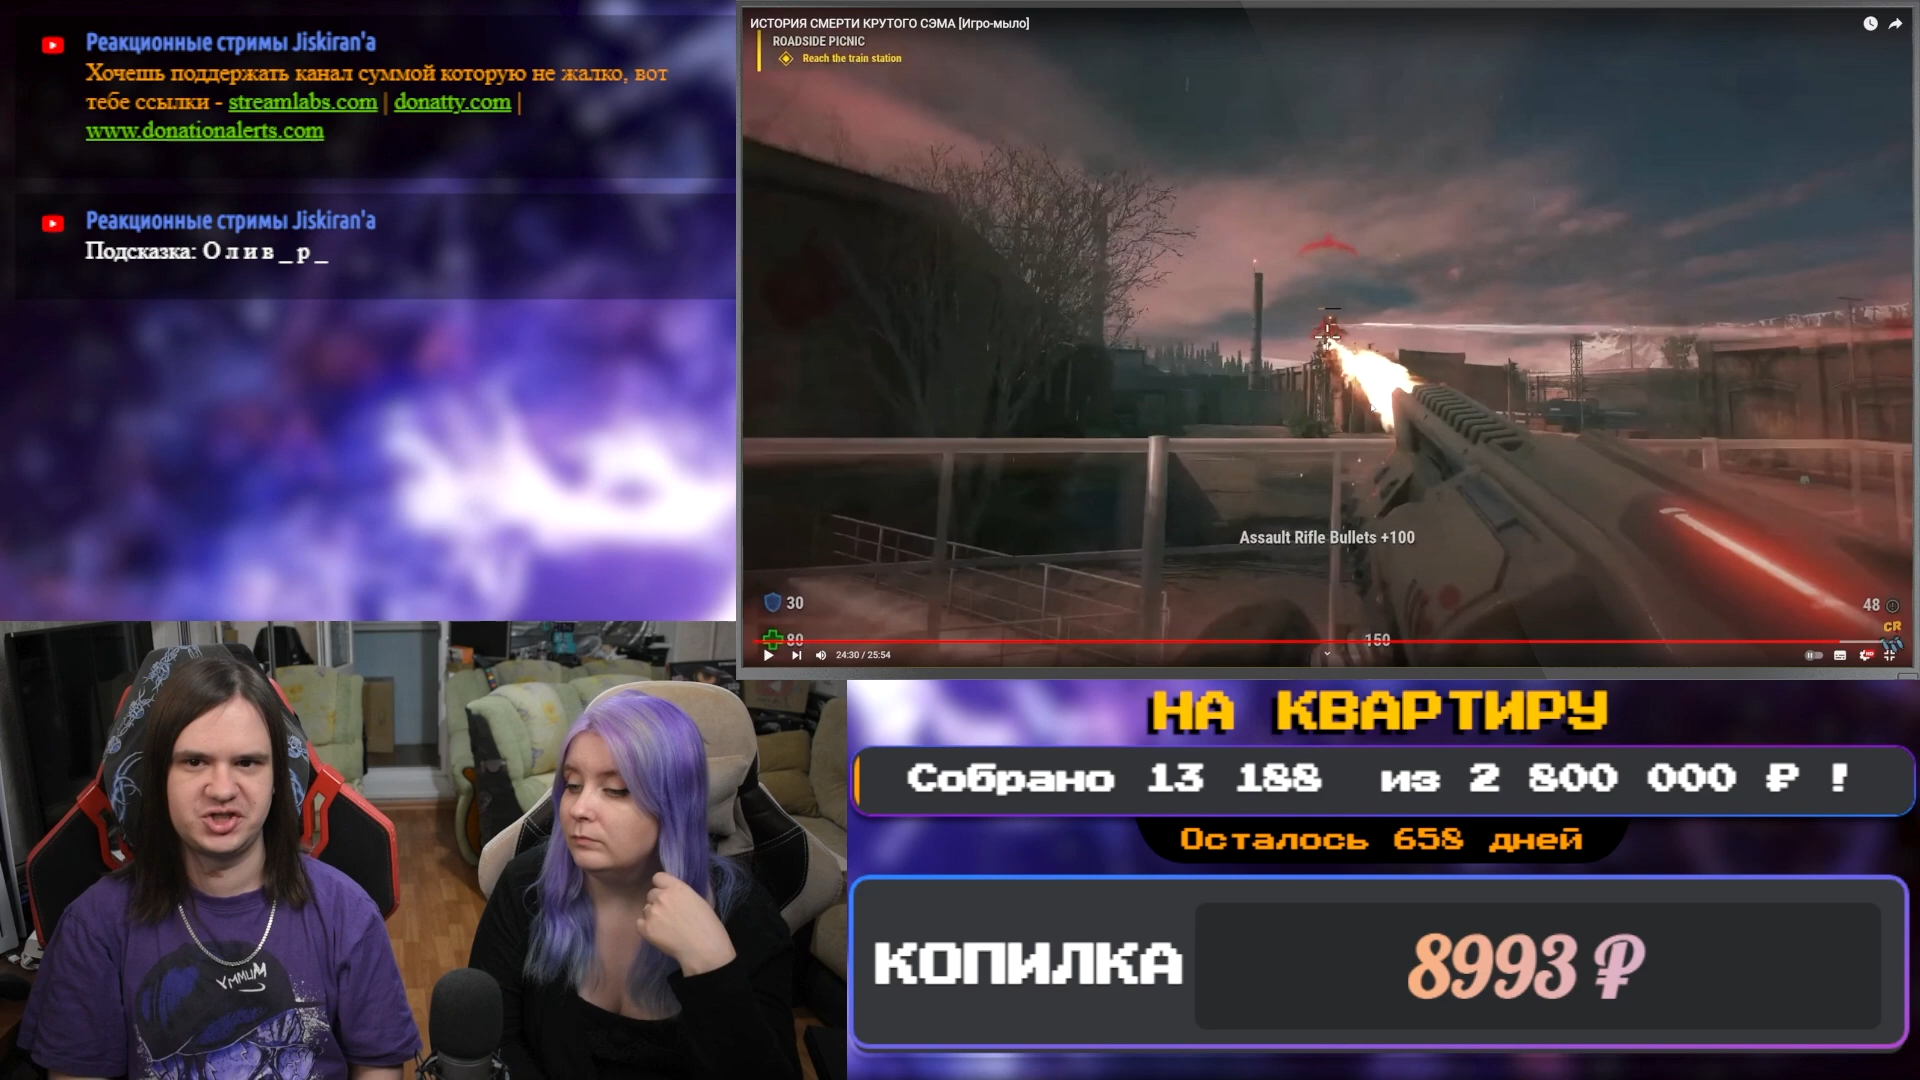 Реакционные стримы Jiskiran'a
Хочешь поддержать канал суммой которую не жалко, вот
тебе ссылки - streamlabs.com | donatty.com |
www.donationalerts.com
Реакционные стримы Jiskiran'a
Подсказка: О л и в _ р _
ИСТОРИЯ СМЕРТИ КРУТОГО СЭМА [Игро-мыло]
ROADSIDE PICNIC
Reach the train station
Assault Rifle Bullets +100
30
48
CR
80
150
24:30 / 25:54
НА КВАРТИРУ
Собрано 13 188 из 2 800 000 ₽ !
Осталось 658 дней
КОПИЛКА
8993 ₽